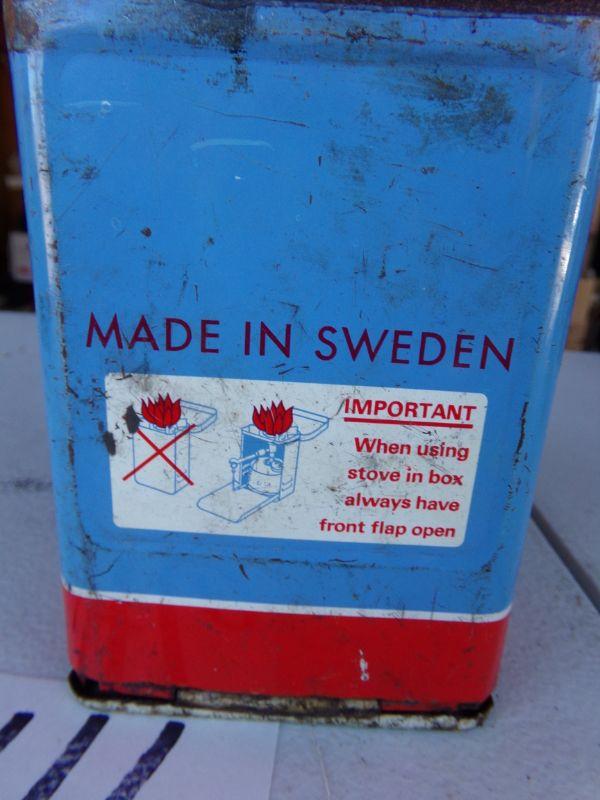 MADE IN SWEDEN
IMPORTANT
When using
stove in box
always have
front flap open